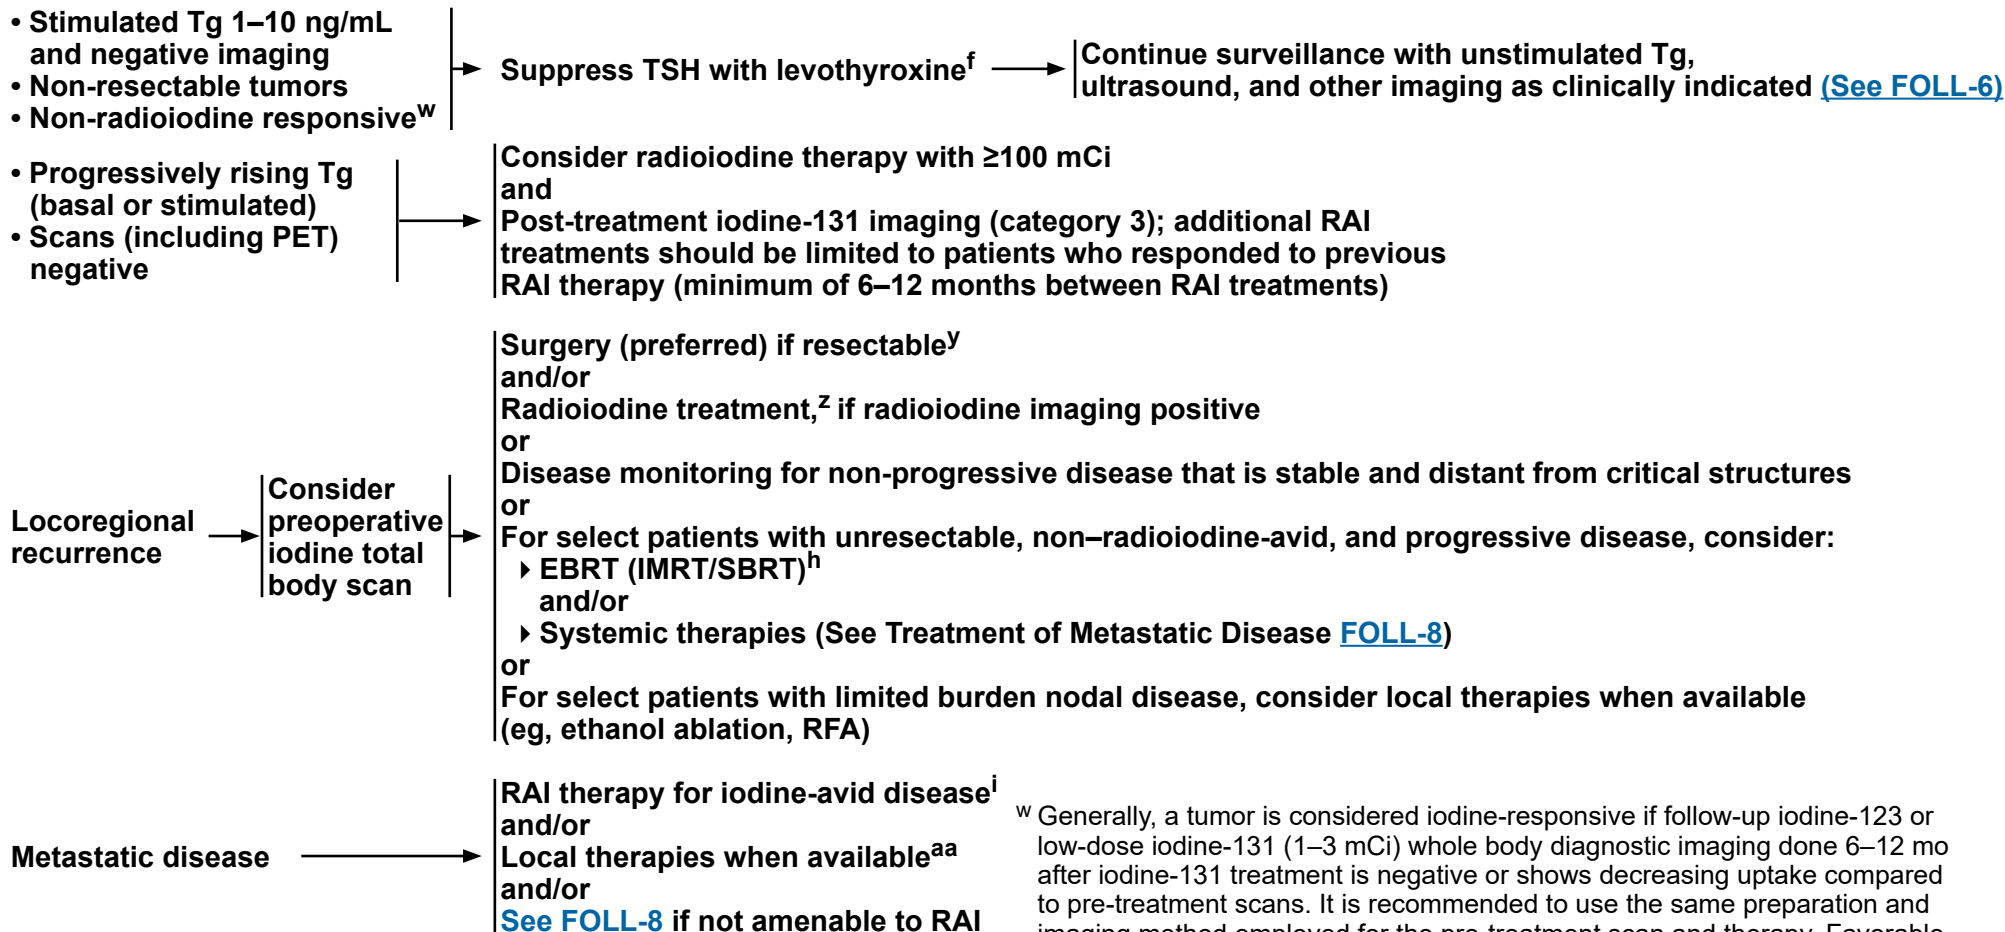 • Stimulated Tg 1–10 ng/mL
and negative imaging
• Non-resectable tumors
• Non-radioiodine responsiveʷ
Suppress TSH with levothyroxineᶠ
Continue surveillance with unstimulated Tg,
ultrasound, and other imaging as clinically indicated (See FOLL-6)
• Progressively rising Tg
(basal or stimulated)
• Scans (including PET)
negative
Consider radioiodine therapy with ≥100 mCi
and
Post-treatment iodine-131 imaging (category 3); additional RAI
treatments should be limited to patients who responded to previous
RAI therapy (minimum of 6–12 months between RAI treatments)
Locoregional
recurrence
Consider
preoperative
iodine total
body scan
Surgery (preferred) if resectableʸ
and/or
Radioiodine treatment,ᶻ if radioiodine imaging positive
or
Disease monitoring for non-progressive disease that is stable and distant from critical structures
or
For select patients with unresectable, non–radioiodine-avid, and progressive disease, consider:
▸ EBRT (IMRT/SBRT)ʰ
and/or
▸ Systemic therapies (See Treatment of Metastatic Disease FOLL-8)
or
For select patients with limited burden nodal disease, consider local therapies when available
(eg, ethanol ablation, RFA)
Metastatic disease
RAI therapy for iodine-avid diseaseⁱ
and/or
Local therapies when availableᵃᵃ
and/or
See FOLL-8 if not amenable to RAI
ʷ Generally, a tumor is considered iodine-responsive if follow-up iodine-123 or
low-dose iodine-131 (1–3 mCi) whole body diagnostic imaging done 6–12 mo
after iodine-131 treatment is negative or shows decreasing uptake compared
to pre-treatment scans. It is recommended to use the same preparation and
imaging method employed for the pre-treatment scan and therapy. Favorable